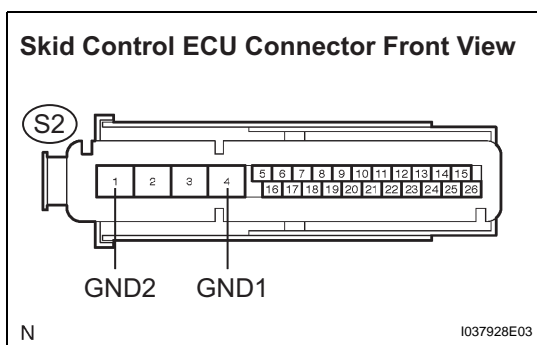 Skid Control ECU Connector Front View
S2
1 2 3 4 5 6 7 8 9 10 11 12 13 14 15
16 17 18 19 20 21 22 23 24 25 26
GND2 GND1
N I037928E03